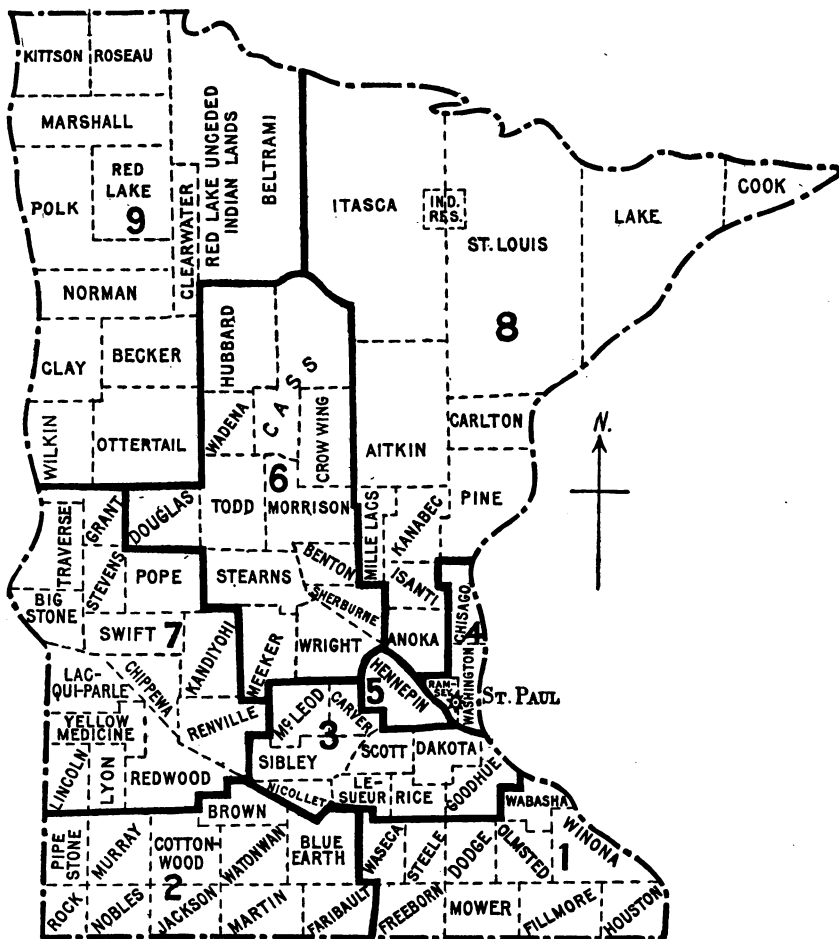 KITTSON
ROSEAU
MARSHALL
RED LAKE UNCEDED
INDIAN LANDS
BELTRAMI
POLK
RED
LAKE
9
CLEARWATER
NORMAN
ITASCA
IND.
RES.
ST. LOUIS
LAKE
COOK
8
CLAY
BECKER
HUBBARD
CASS
WADENA
CROW WING
WILKIN
OTTERTAIL
AITKIN
CARLTON
N.
6
TODD
MORRISON
PINE
MILLE LACS
KANABEC
TRAVERSE
GRANT
DOUGLAS
STEVENS
POPE
STEARNS
BENTON
SHERBURNE
ISANTI
CHISAGO
BIG
STONE
SWIFT
7
KANDIYOHI
MEEKER
WRIGHT
ANOKA
4
WASHINGTON
LAC-
QUI-PARLE
CHIPPEWA
HENNEPIN
5
RAM-
SEY
ST. PAUL
YELLOW
MEDICINE
RENVILLE
MCLEOD
CARVER
3
SCOTT
DAKOTA
LINCOLN
LYON
REDWOOD
SIBLEY
NICOLLET
LE-
SUEUR
RICE
GOODHUE
WABASHA
BROWN
PIPE
STONE
MURRAY
COTTON-
WOOD
WATONWAN
BLUE
EARTH
WASECA
STEELE
DODGE
OLMSTED
WINONA
1
2
ROCK
NOBLES
JACKSON
MARTIN
FARIBAULT
FREEBORN
MOWER
FILLMORE
HOUSTON